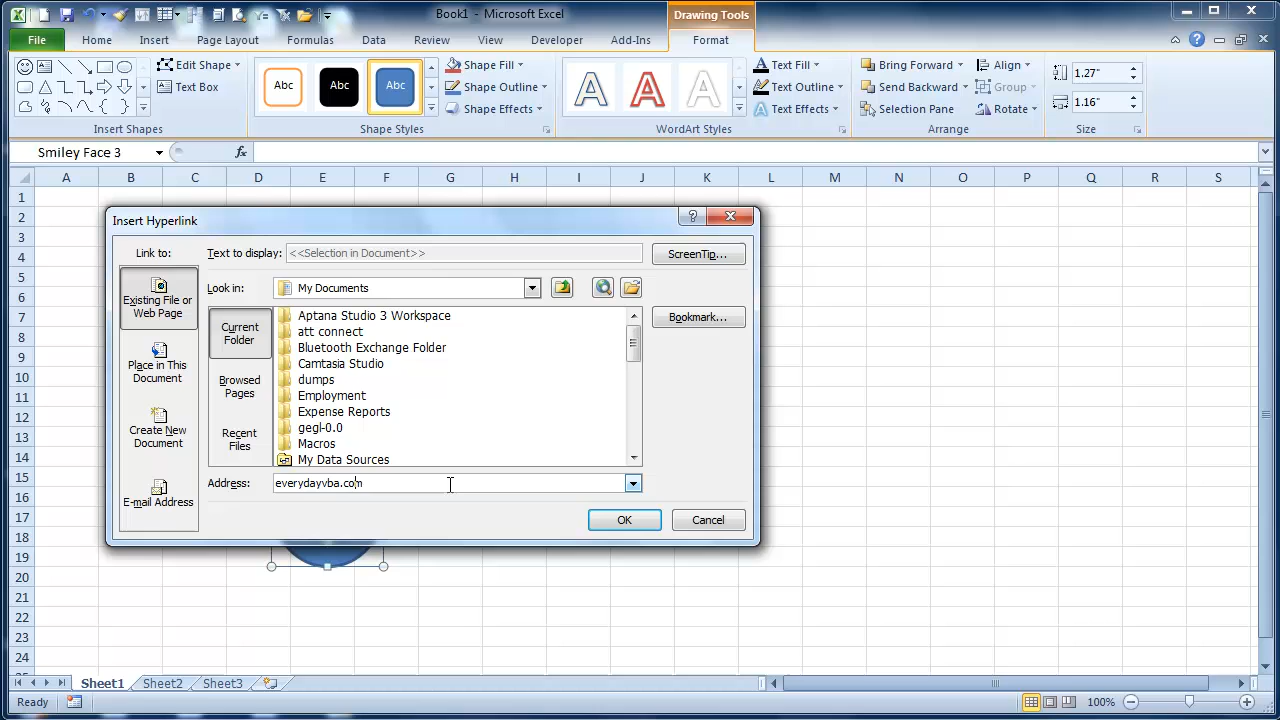 Book1 - Microsoft Excel
Drawing Tools
File Home Insert Page Layout Formulas Data Review View Developer Add-Ins Format
Edit Shape
Text Box
Insert Shapes
Abc Abc Abc
Shape Fill
Shape Outline
Shape Effects
Shape Styles
A A A
Text Fill
Text Outline
Text Effects
WordArt Styles
Bring Forward
Send Backward
Selection Pane
Align
Group
Rotate
Arrange
1.27"
1.16"
Size
Smiley Face 3
fx
A B C D E F G H I J K L M N O P Q R S
1
2
3
4
5
6
7
8
9
10
11
12
13
14
15
16
17
18
19
20
21
22
23
24
Insert Hyperlink
Link to:
Text to display: <<Selection in Document>>
ScreenTip...
Existing File or
Web Page
Place in This
Document
Create New
Document
E-mail Address
Look in: My Documents
Bookmark...
Current
Folder
Browsed
Pages
Recent
Files
Aptana Studio 3 Workspace
att connect
Bluetooth Exchange Folder
Camtasia Studio
dumps
Employment
Expense Reports
gegl-0.0
Macros
My Data Sources
Address: everydayvba.com
OK Cancel
Sheet1 Sheet2 Sheet3
Ready
100%